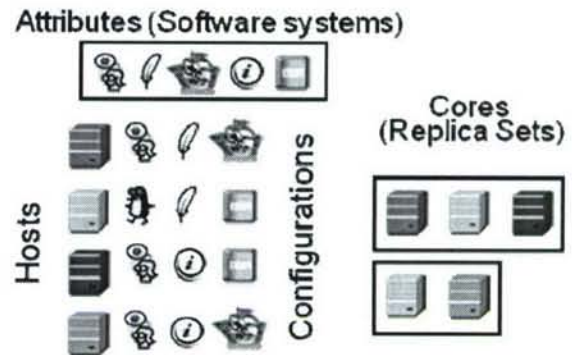 Attributes (Software systems)
Cores
(Replica Sets)
Hosts
Configurations